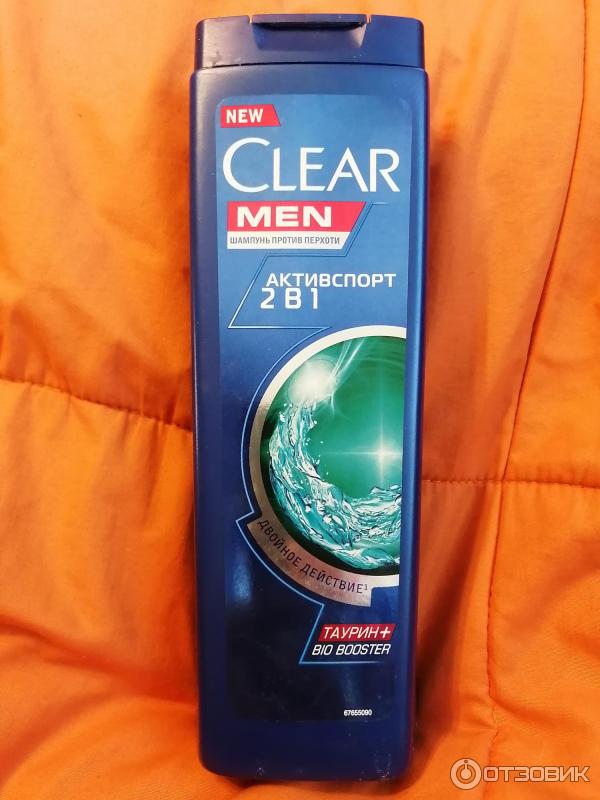 NEW
CLEAR
MEN
ШАМПУНЬ ПРОТИВ ПЕРХОТИ
АКТИВСПОРТ
2 В 1
ДВОЙНОЕ ДЕЙСТВИЕ¹
ТАУРИН+
BIO BOOSTER
67655090
ОТЗОВИК